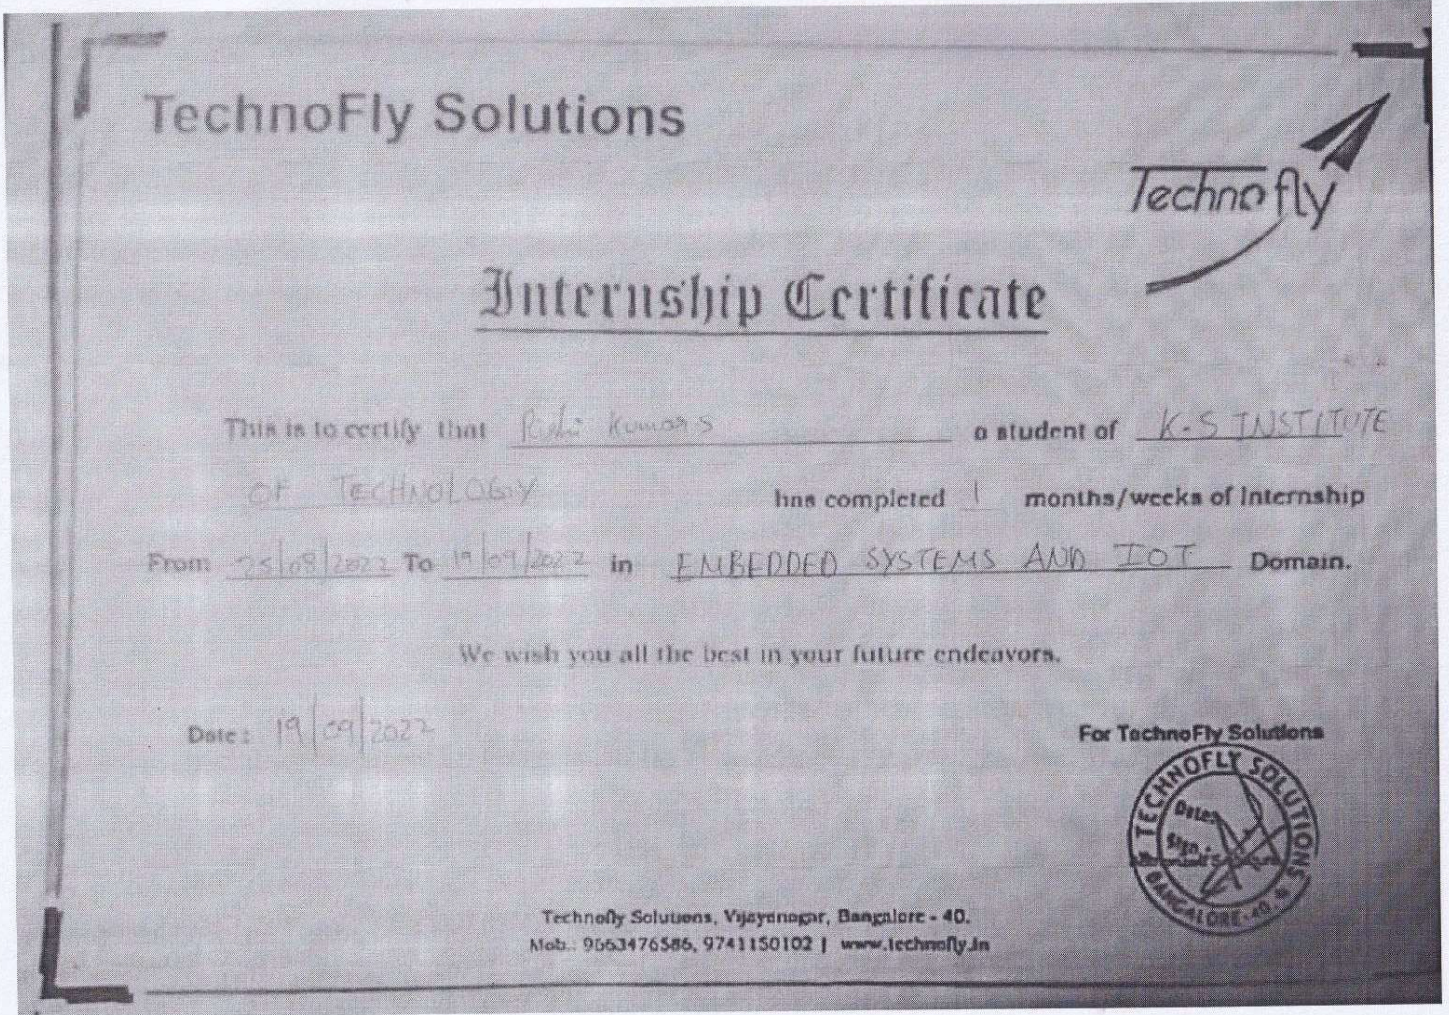 TechnoFly Solutions
Technofly
Internship Certificate
This is to certify that Kumar S a student of K.S INSTITUTE
OF TECHNOLOGY has completed 1 months/weeks of Internship
From 25/08/2022 To 19/09/2022 in EMBEDDED SYSTEMS AND IOT Domain.
We wish you all the best in your future endeavors.
Date: 19/09/2022
For TechnoFly Solutions
TECHNOFLY SOLUTIONS
Date:
Sign.:
BANGALORE-40.
Technofly Solutions, Vijayanagar, Bangalore - 40.
Mob.: 9663476586, 9741150102 | www.technofly.in